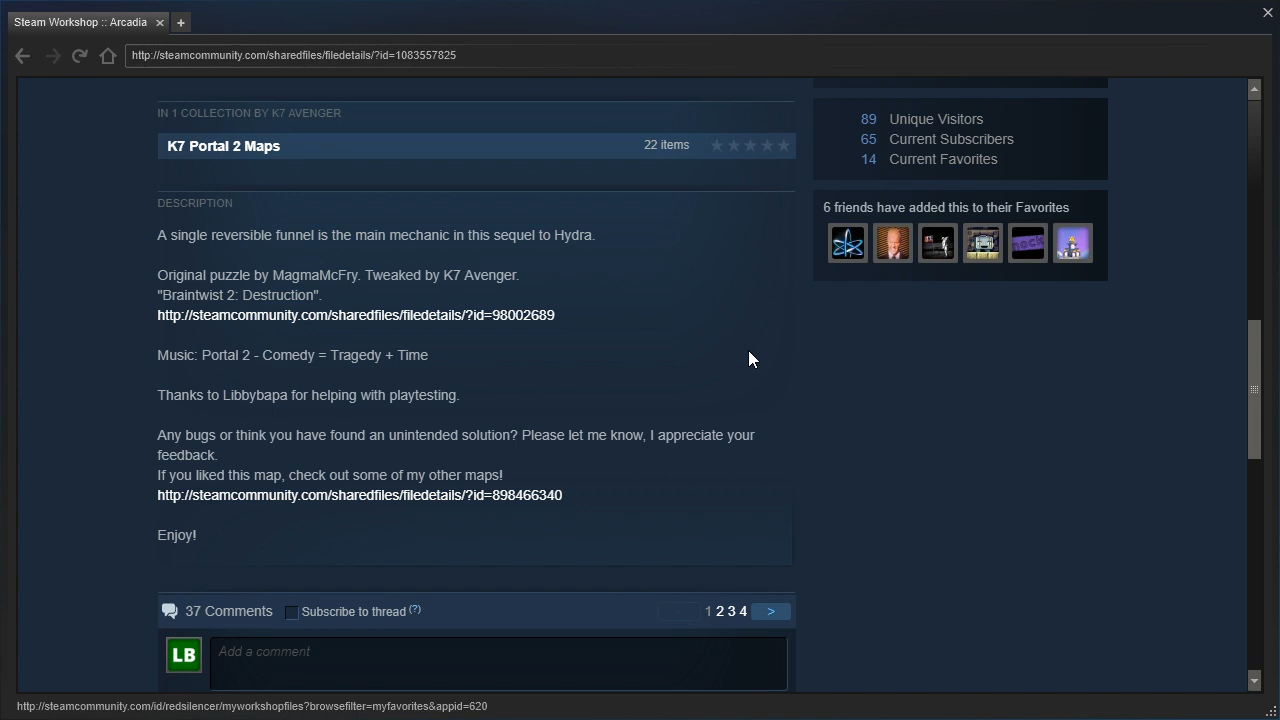 Steam Workshop :: Arcadia
http://steamcommunity.com/sharedfiles/filedetails/?id=1083557825
IN 1 COLLECTION BY K7 AVENGER
K7 Portal 2 Maps 22 items
DESCRIPTION
A single reversible funnel is the main mechanic in this sequel to Hydra.
Original puzzle by MagmaMcFry. Tweaked by K7 Avenger.
"Braintwist 2: Destruction".
http://steamcommunity.com/sharedfiles/filedetails/?id=98002689
Music: Portal 2 - Comedy = Tragedy + Time
Thanks to Libbybapa for helping with playtesting.
Any bugs or think you have found an unintended solution? Please let me know, I appreciate your
feedback.
If you liked this map, check out some of my other maps!
http://steamcommunity.com/sharedfiles/filedetails/?id=898466340
Enjoy!
37 Comments Subscribe to thread (?) 1 2 3 4 >
LB Add a comment
89 Unique Visitors
65 Current Subscribers
14 Current Favorites
6 friends have added this to their Favorites
http://steamcommunity.com/id/redsilencer/myworkshopfiles?browsefilter=myfavorites&appid=620